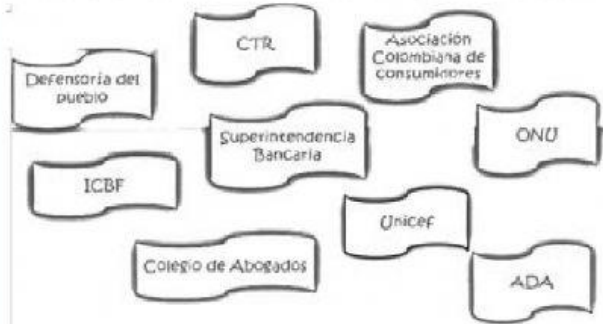 CTR
Asociación
Colombiana de
consumidores
Defensoría del
pueblo
Superintendencia
Bancaria
ONU
ICBF
Unicef
Colegio de Abogados
ADA